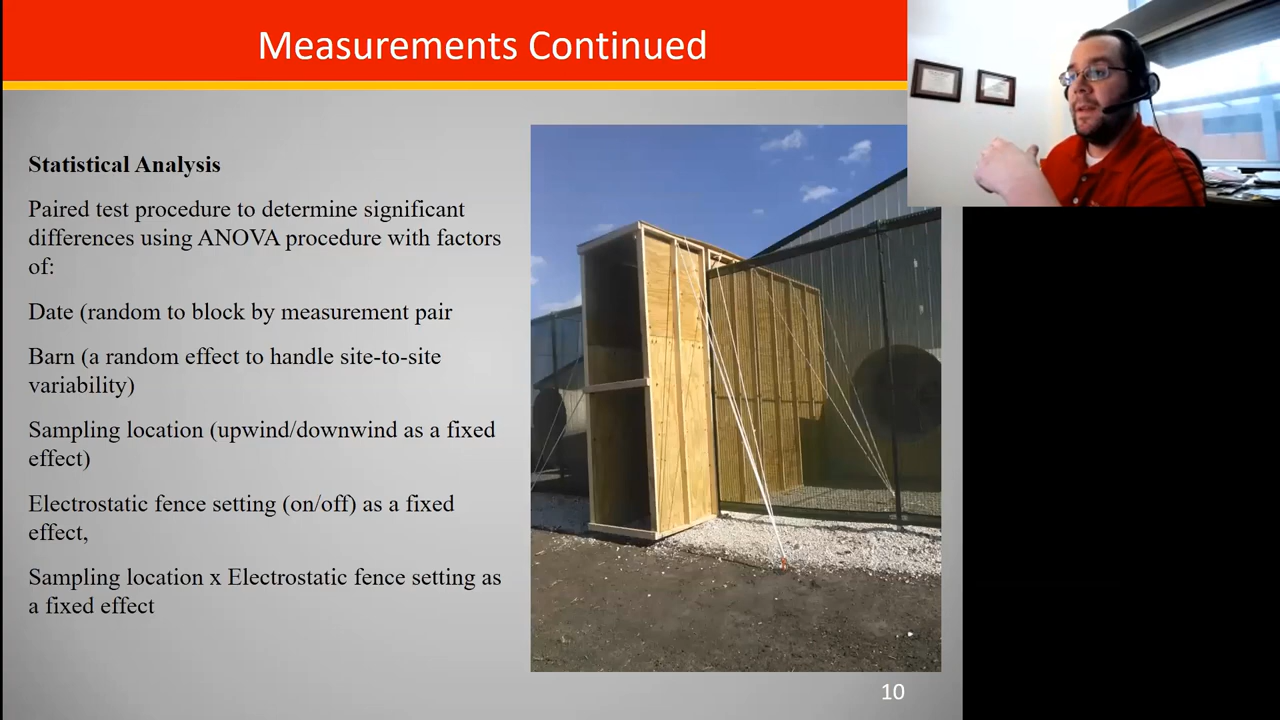 Measurements Continued
Statistical Analysis
Paired test procedure to determine significant
differences using ANOVA procedure with factors
of:
Date (random to block by measurement pair
Barn (a random effect to handle site-to-site
variability)
Sampling location (upwind/downwind as a fixed
effect)
Electrostatic fence setting (on/off) as a fixed
effect,
Sampling location x Electrostatic fence setting as
a fixed effect
10